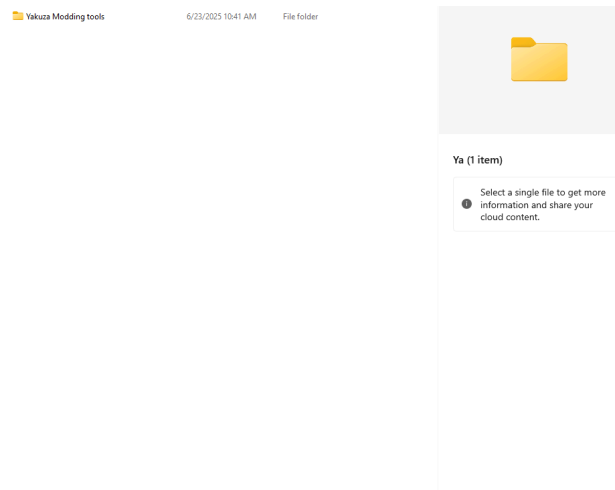 Yakuza Modding tools 6/23/2025 10:41 AM File folder
Ya (1 item)
Select a single file to get more
information and share your
cloud content.